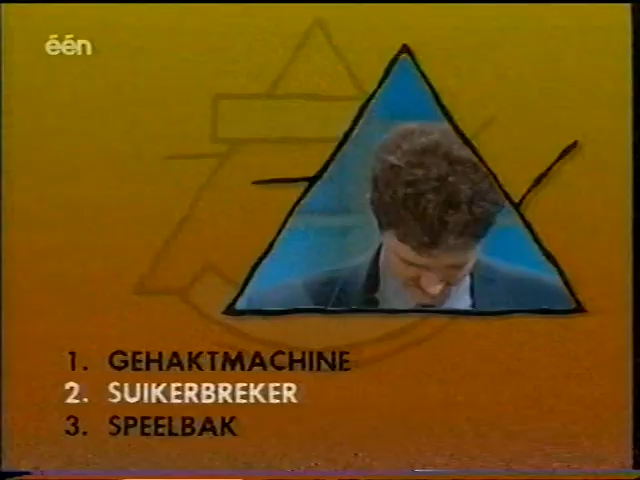 één
1. GEHAKTMACHINE
2. SUIKERBREKER
3. SPEELBAK